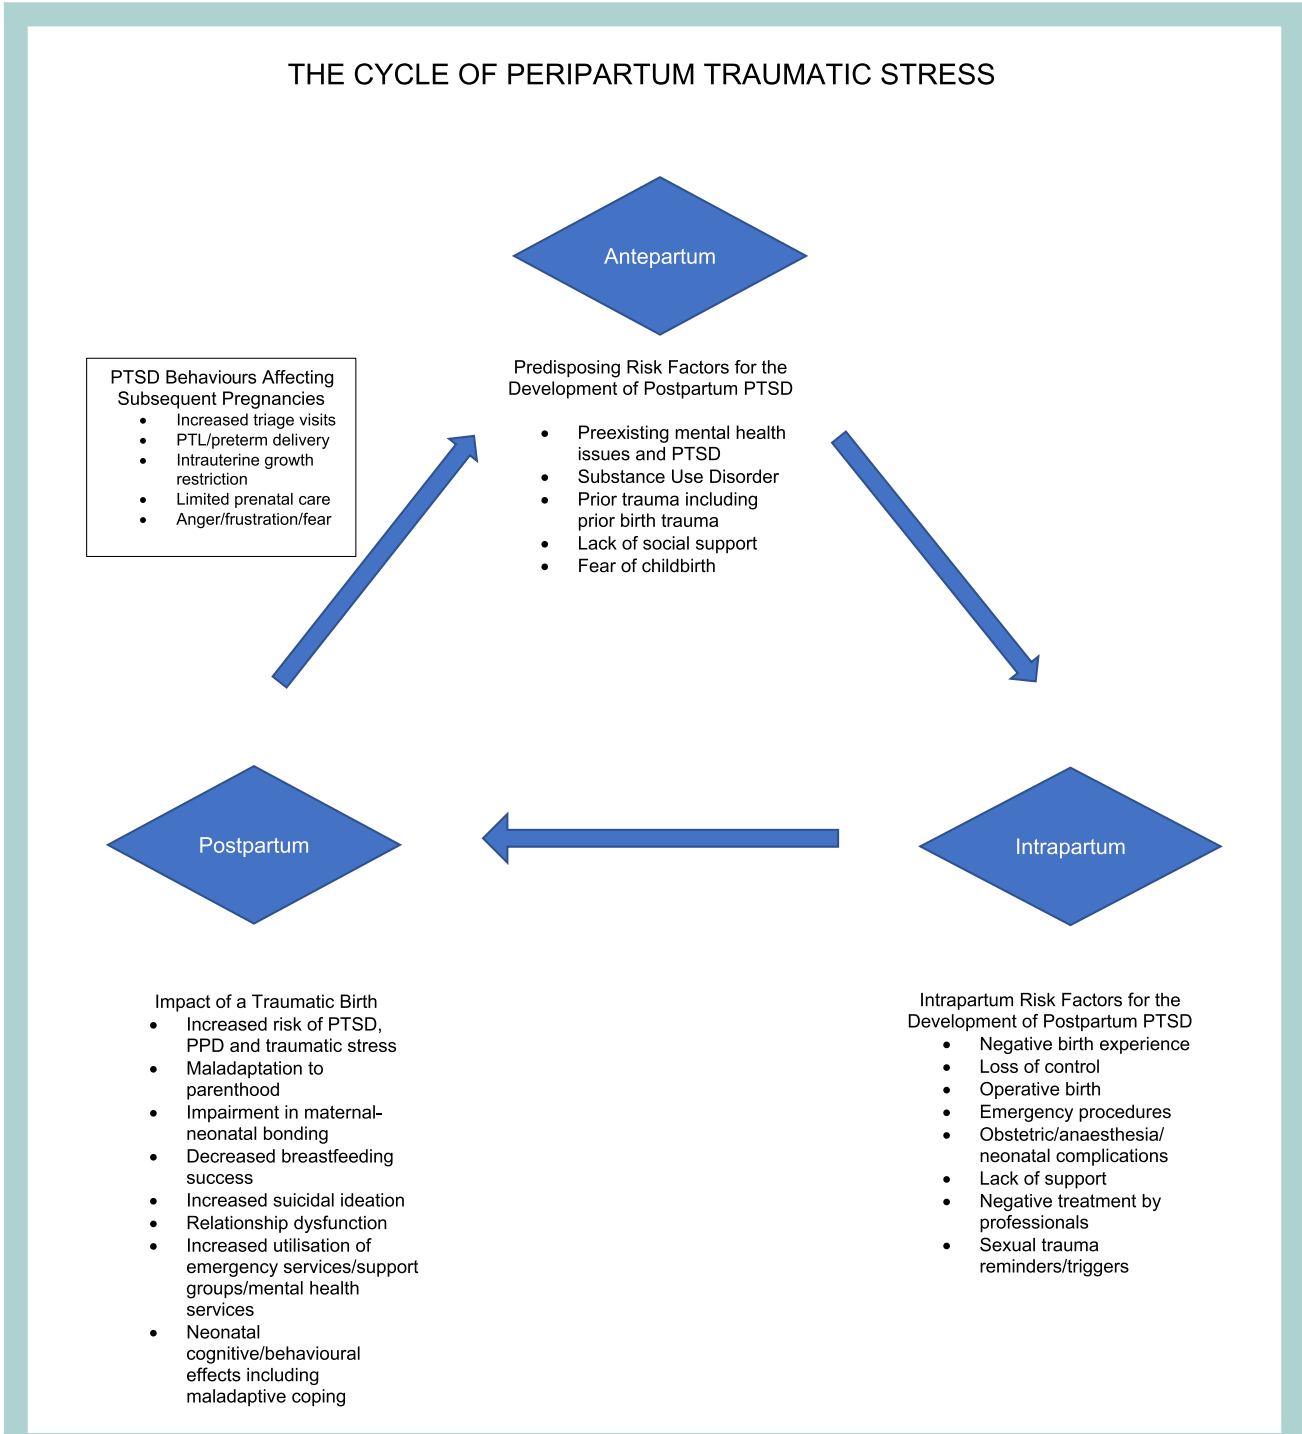 THE CYCLE OF PERIPARTUM TRAUMATIC STRESS
Antepartum
Predisposing Risk Factors for the
Development of Postpartum PTSD
• Preexisting mental health
issues and PTSD
• Substance Use Disorder
• Prior trauma including
prior birth trauma
• Lack of social support
• Fear of childbirth
PTSD Behaviours Affecting
Subsequent Pregnancies
• Increased triage visits
• PTL/preterm delivery
• Intrauterine growth
restriction
• Limited prenatal care
• Anger/frustration/fear
Intrapartum
Intrapartum Risk Factors for the
Development of Postpartum PTSD
• Negative birth experience
• Loss of control
• Operative birth
• Emergency procedures
• Obstetric/anaesthesia/
neonatal complications
• Lack of support
• Negative treatment by
professionals
• Sexual trauma
reminders/triggers
Postpartum
Impact of a Traumatic Birth
• Increased risk of PTSD,
PPD and traumatic stress
• Maladaptation to
parenthood
• Impairment in maternal-
neonatal bonding
• Decreased breastfeeding
success
• Increased suicidal ideation
• Relationship dysfunction
• Increased utilisation of
emergency services/support
groups/mental health
services
• Neonatal
cognitive/behavioural
effects including
maladaptive coping